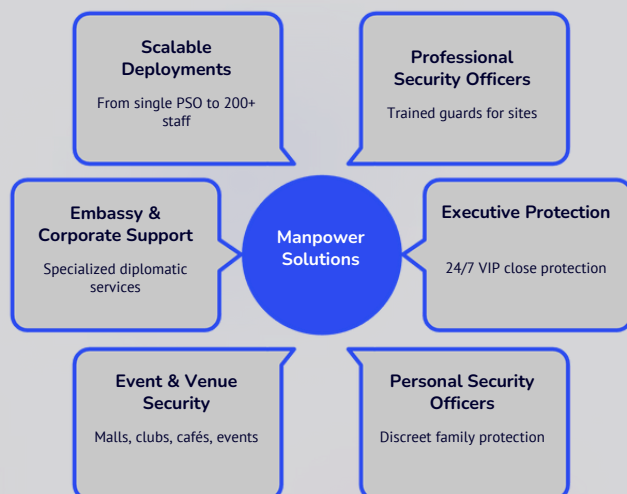 Scalable
Deployments
From single PSO to 200+
staff
Professional
Security Officers
Trained guards for sites
Embassy &
Corporate Support
Specialized diplomatic
services
Manpower
Solutions
Executive Protection
24/7 VIP close protection
Event & Venue
Security
Malls, clubs, cafés, events
Personal Security
Officers
Discreet family protection